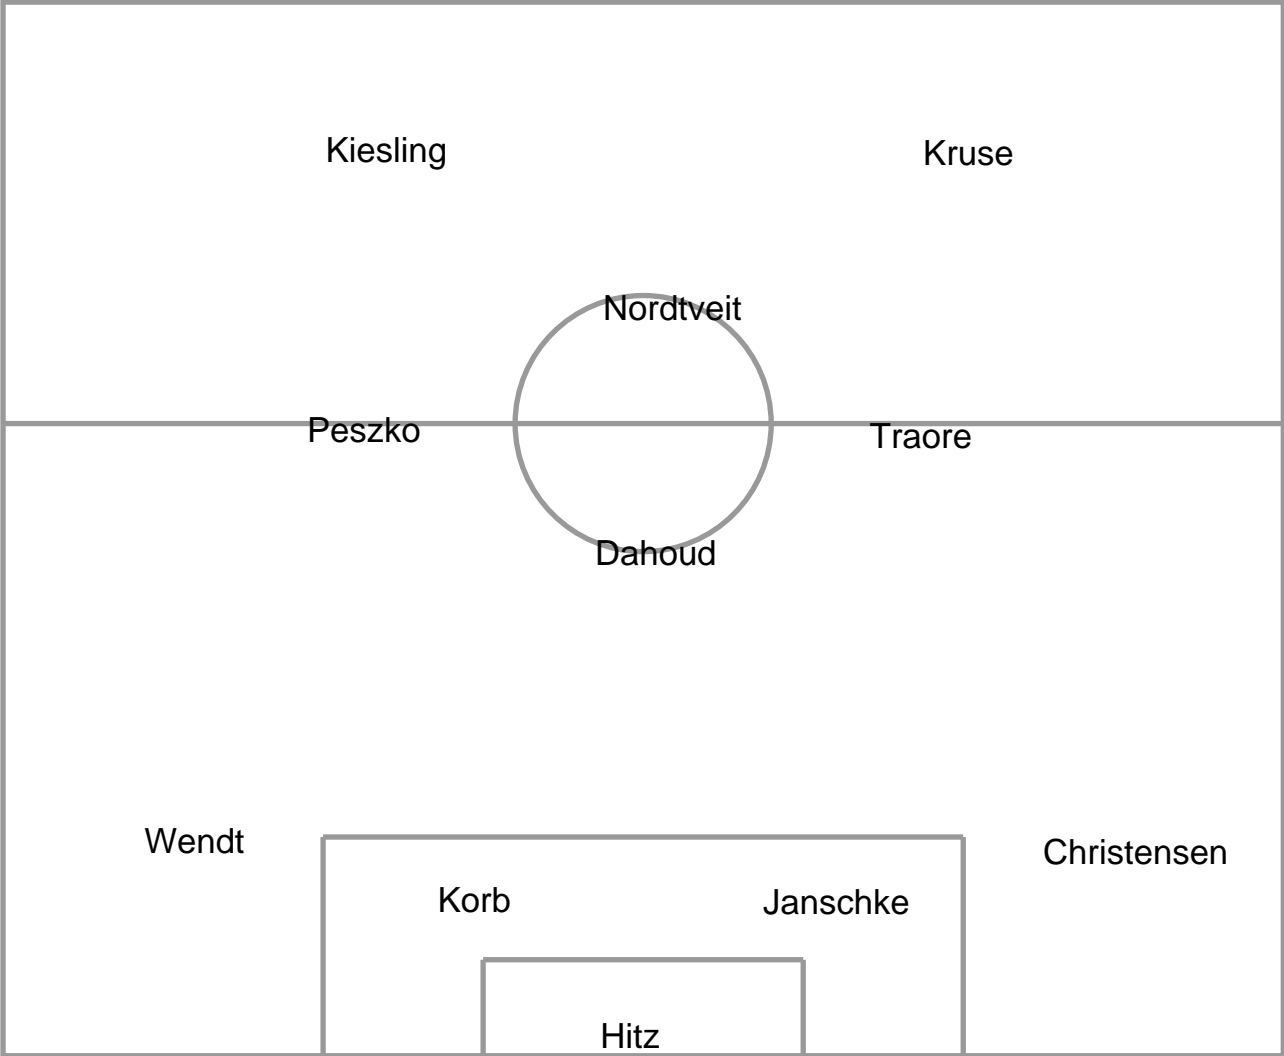 Kiesling
Kruse
Nordtveit
Peszko
Traore
Dahoud
Wendt
Christensen
Korb
Janschke
Hitz